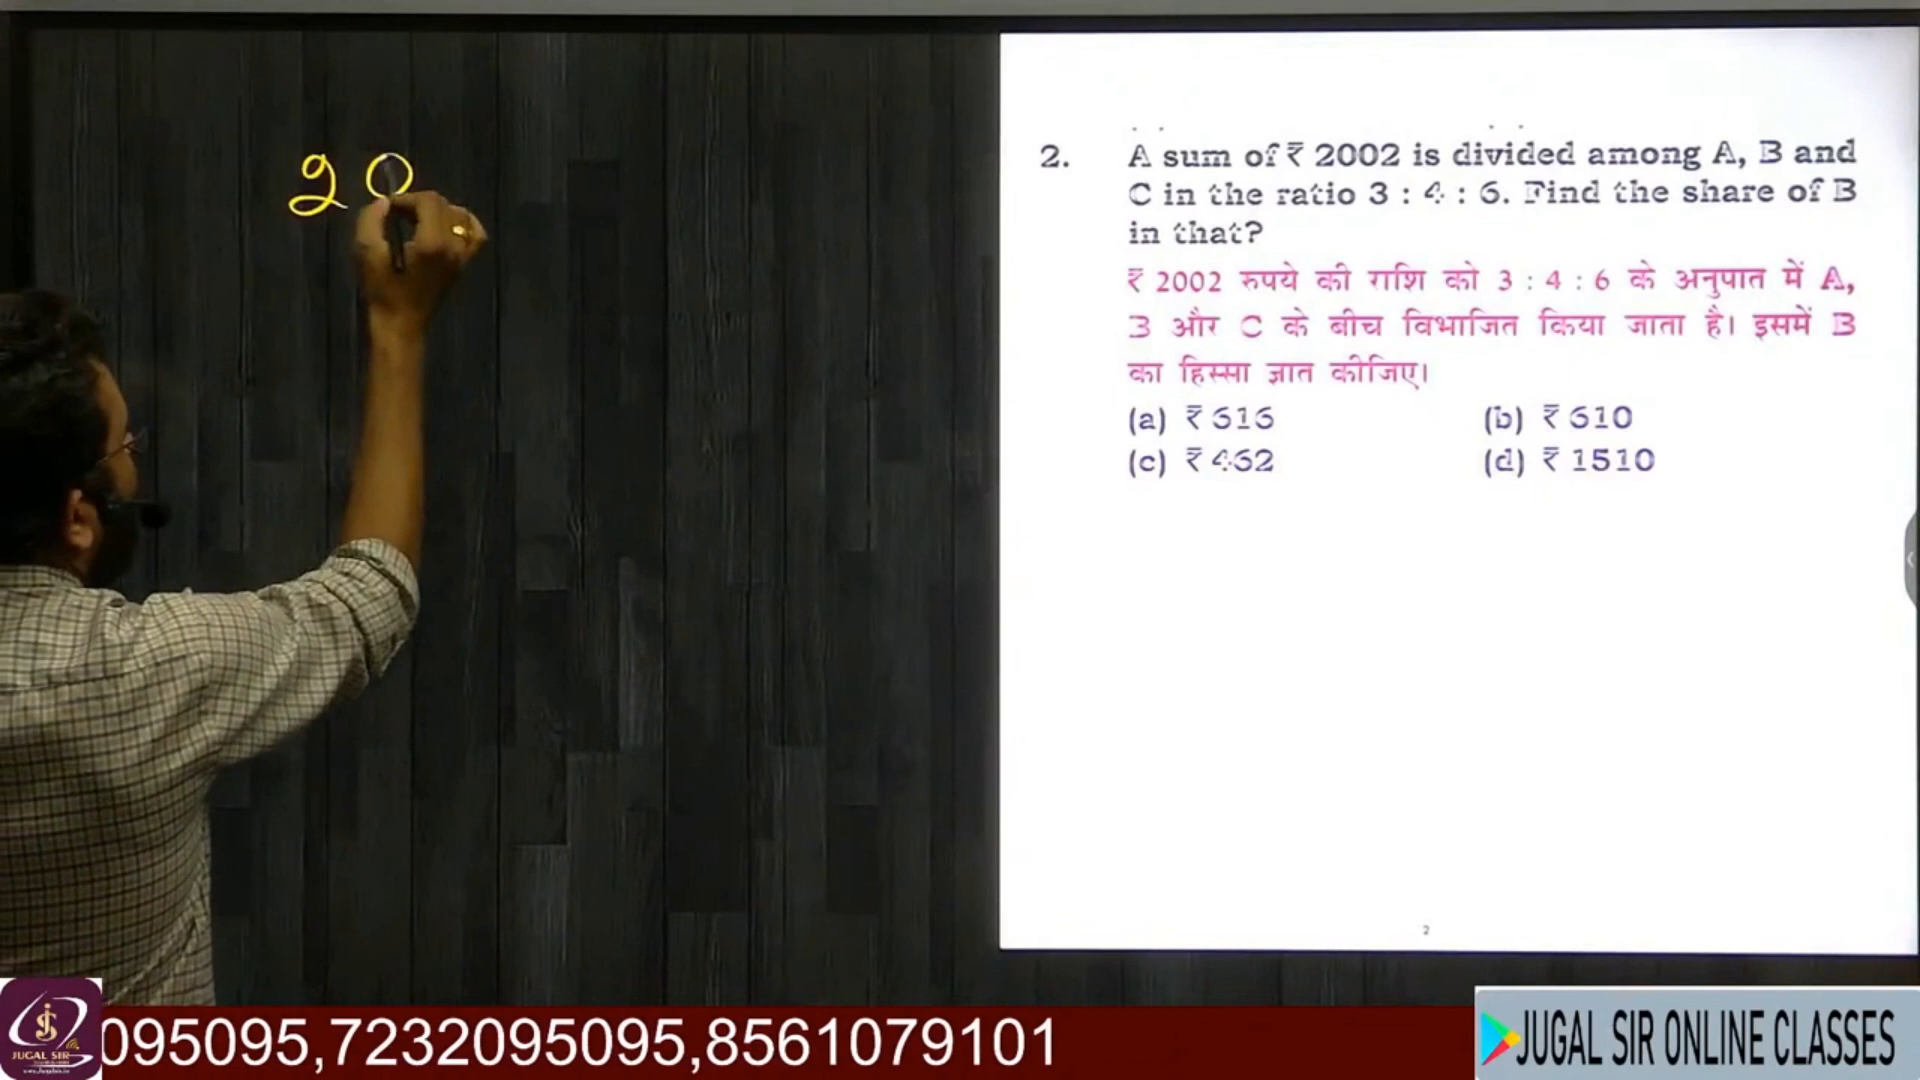 20
2. A sum of ₹ 2002 is divided among A, B and
C in the ratio 3 : 4 : 6. Find the share of B
in that?
₹ 2002 रुपये की राशि को 3 : 4 : 6 के अनुपात में A,
B और C के बीच विभाजित किया जाता है। इसमें B
का हिस्सा ज्ञात कीजिए।
(a) ₹ 616 (b) ₹ 610
(c) ₹ 462 (d) ₹ 1510
2
JUGAL SIR
095095,7232095095,8561079101
JUGAL SIR ONLINE CLASSES